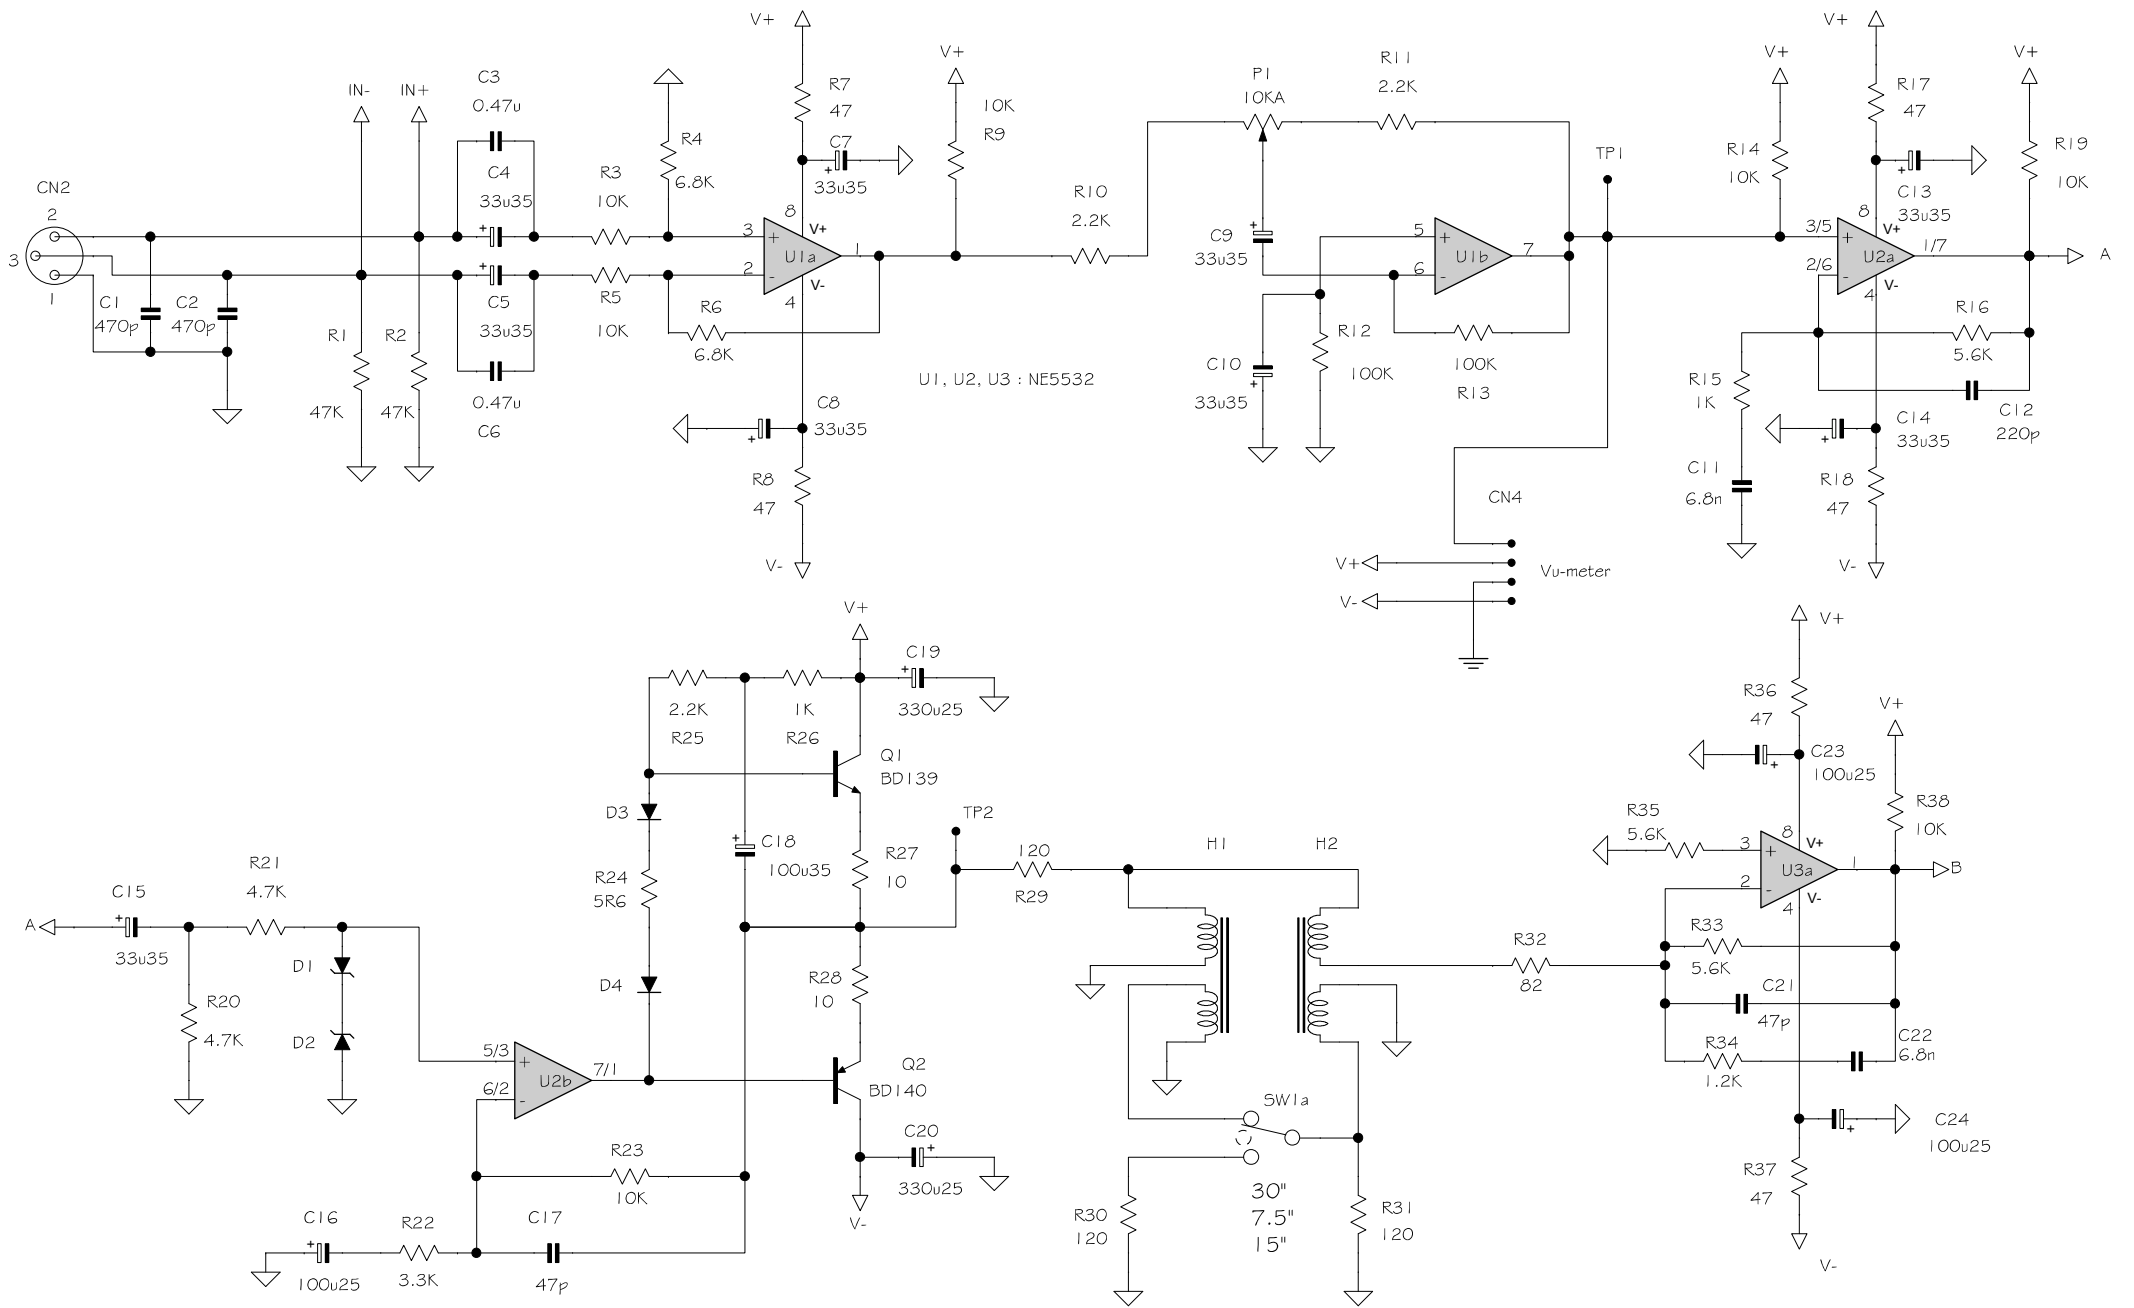 V+
R7
47
C7
33u35
V+
10K
R9
IN-
IN+
C3
0.47u
C4
33u35
R3
10K
R4
6.8K
CN2
2
3
1
C1
470p
C2
470p
R1
47K
R2
47K
C5
33u35
0.47u
C6
R5
10K
R6
6.8K
3
+
2
-
8
V+
U1a
V-
4
1
C8
33u35
R8
47
V-
U1, U2, U3 : NE5532
R10
2.2K
P1
10KA
R11
2.2K
C9
33u35
C10
33u35
R12
100K
5
+
6
-
U1b
7
100K
R13
TP1
CN4
V+
V-
Vu-meter
V+
R14
10K
V+
R17
47
C13
33u35
V+
R19
10K
3/5
+
2/6
-
8
V+
U2a
V-
4
1/7
A
R16
5.6K
C12
220p
R15
1K
C11
6.8n
C14
33u35
R18
47
V-
V+
C19
330u25
2.2K
R25
1K
R26
Q1
BD139
D3
C18
100u35
R27
10
R24
5R6
D4
R28
10
Q2
BD140
C20
330u25
V-
A
C15
33u35
R21
4.7K
R20
4.7K
D1
D2
5/3
+
6/2
-
U2b
7/1
R23
10K
C16
100u25
R22
3.3K
C17
47p
TP2
120
R29
H1
H2
SW1a
30"
7.5"
15"
R30
120
R31
120
R32
82
V+
R36
47
C23
100u25
V+
R38
10K
R35
5.6K
3
+
2
-
8
V+
U3a
V-
4
1
B
R33
5.6K
C21
47p
R34
1.2K
C22
6.8n
C24
100u25
R37
47
V-